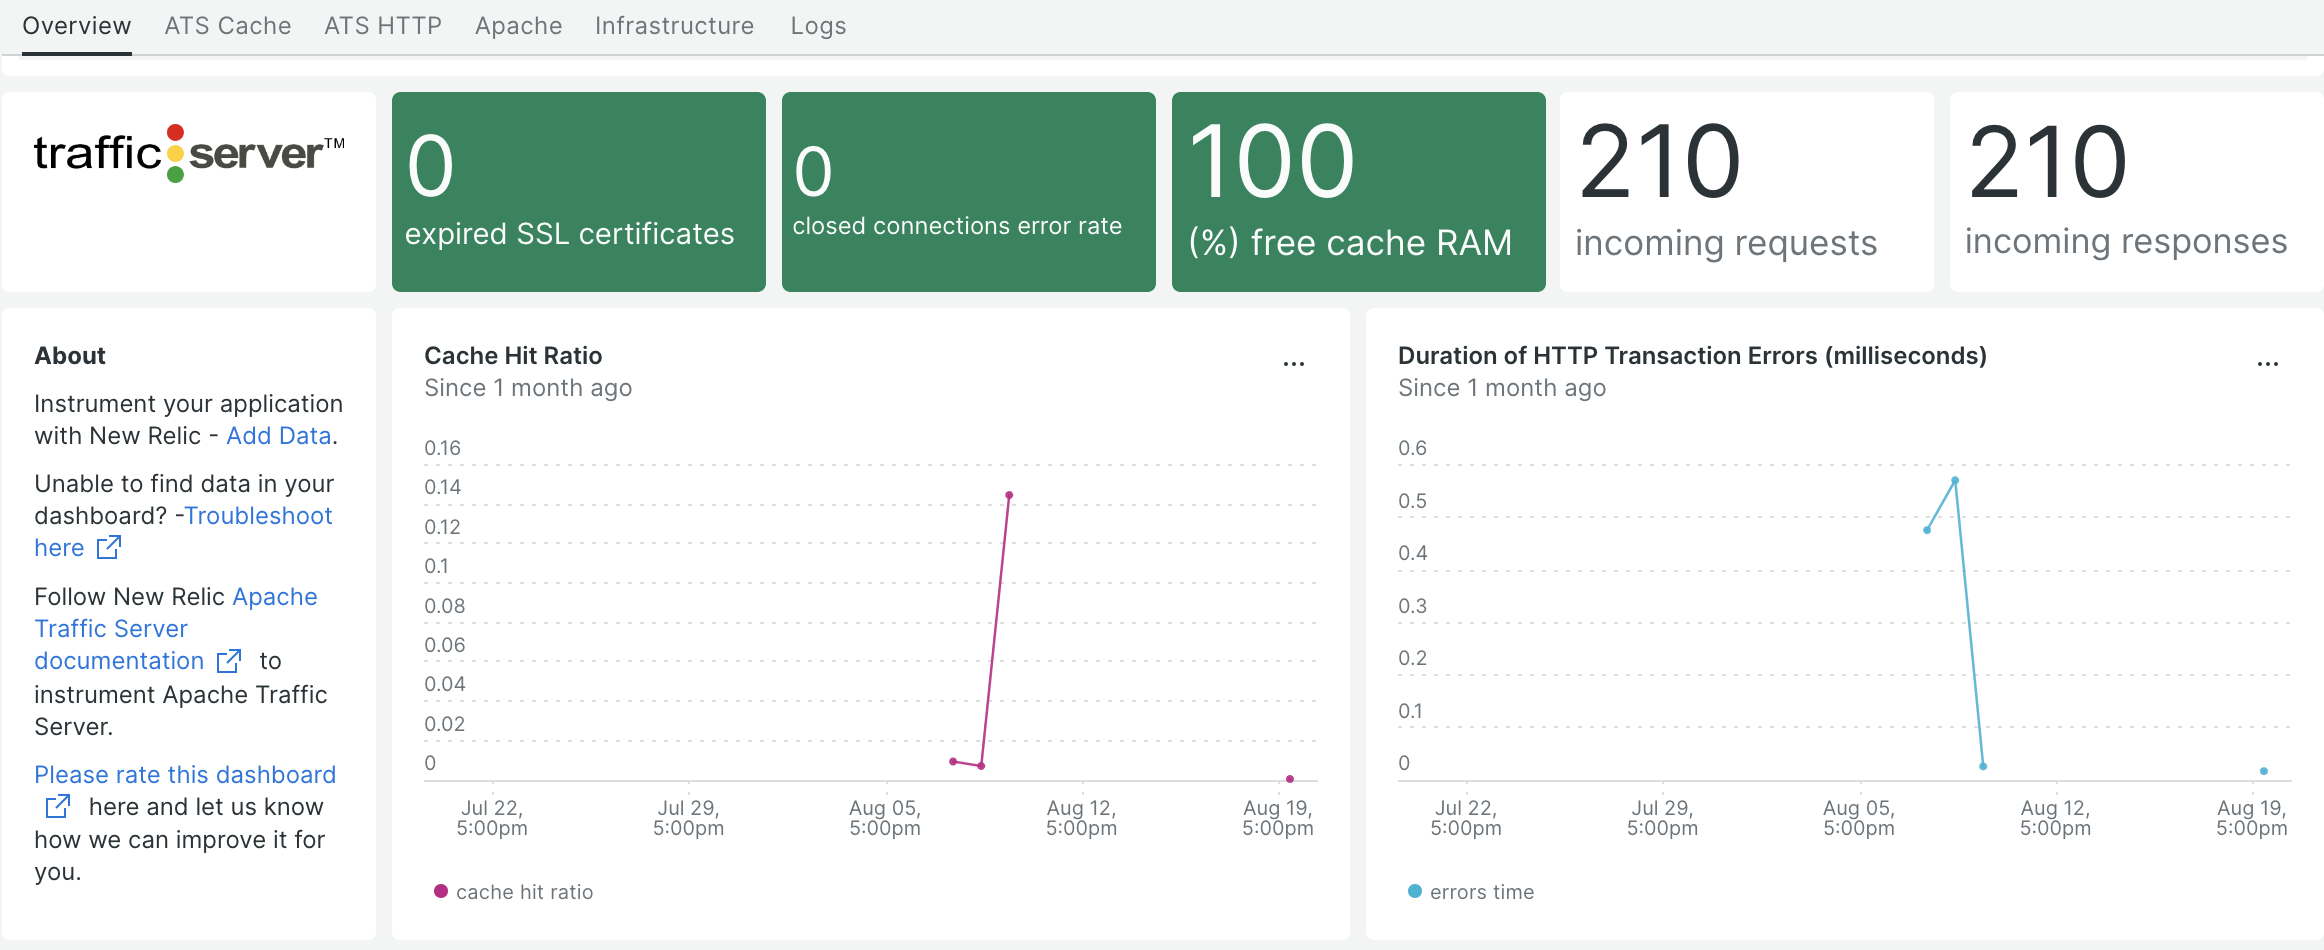 Overview ATS Cache ATS HTTP Apache Infrastructure Logs
traffic server™
0
expired SSL certificates
0
closed connections error rate
100
(%) free cache RAM
210
incoming requests
210
incoming responses
About
Instrument your application
with New Relic - Add Data.
Unable to find data in your
dashboard? -Troubleshoot
here
Follow New Relic Apache
Traffic Server
documentation to
instrument Apache Traffic
Server.
Please rate this dashboard
here and let us know
how we can improve it for
you.
Cache Hit Ratio
...
Since 1 month ago
0.16
0.14
0.12
0.1
0.08
0.06
0.04
0.02
0
Jul 22, Jul 29, Aug 05, Aug 12, Aug 19,
5:00pm 5:00pm 5:00pm 5:00pm 5:00pm
cache hit ratio
Duration of HTTP Transaction Errors (milliseconds)
...
Since 1 month ago
0.6
0.5
0.4
0.3
0.2
0.1
0
Jul 22, Jul 29, Aug 05, Aug 12, Aug 19,
5:00pm 5:00pm 5:00pm 5:00pm 5:00pm
errors time